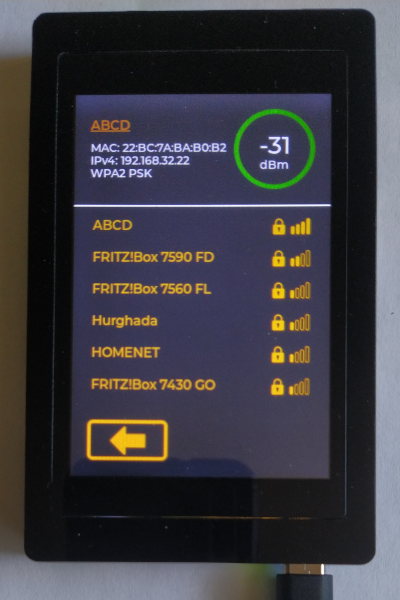 ABCD
MAC: 22:BC:7A:BA:B0:B2
IPv4: 192.168.32.22
WPA2 PSK
-31
dBm
ABCD
FRITZ!Box 7590 FD
FRITZ!Box 7560 FL
Hurghada
HOMENET
FRITZ!Box 7430 GO